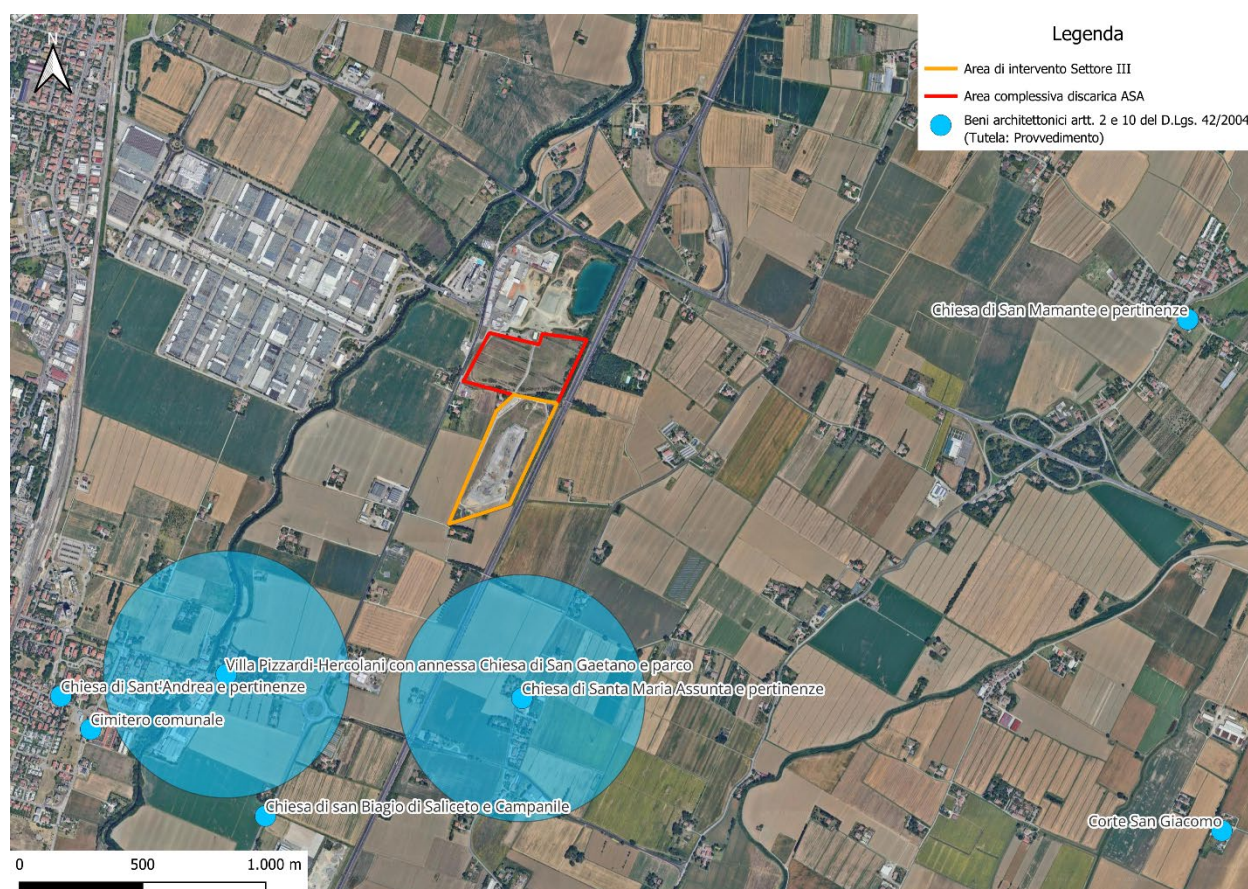 N
Legenda
Area di intervento Settore III
Area complessiva discarica ASA
Beni architettonici artt. 2 e 10 del D.Lgs. 42/2004
(Tutela: Provvedimento)
Chiesa di San Mamante e pertinenze
Villa Pizzardi-Hercolani con annessa Chiesa di San Gaetano e parco
Chiesa di Sant'Andrea e pertinenze
Chiesa di Santa Maria Assunta e pertinenze
Cimitero comunale
Chiesa di san Biagio di Saliceto e Campanile
Corte San Giacomo
0 500 1.000 m